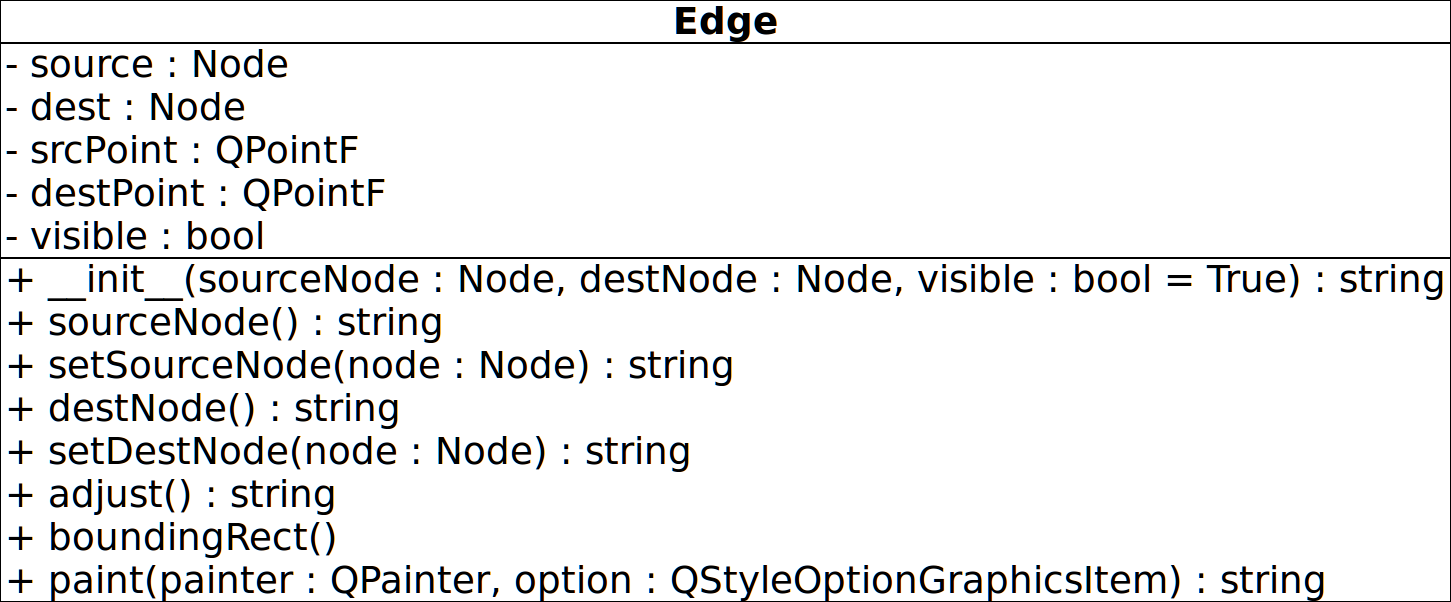 Edge
- source : Node
- dest : Node
- srcPoint : QPointF
- destPoint : QPointF
- visible : bool
+ __init__(sourceNode : Node, destNode : Node, visible : bool = True) : string
+ sourceNode() : string
+ setSourceNode(node : Node) : string
+ destNode() : string
+ setDestNode(node : Node) : string
+ adjust() : string
+ boundingRect()
+ paint(painter : QPainter, option : QStyleOptionGraphicsItem) : string